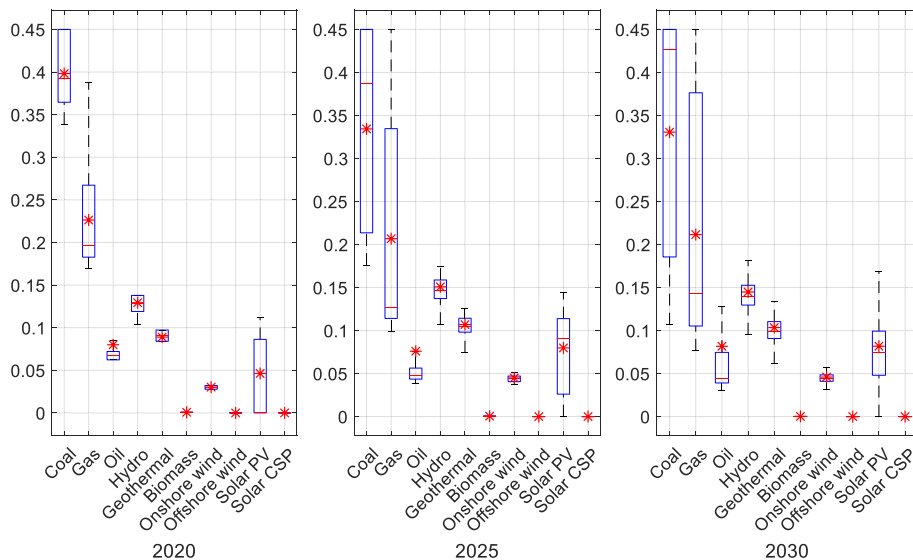 0.45
0.4
0.35
0.3
0.25
0.2
0.15
0.1
0.05
0
Coal
Gas
Oil
Hydro
Geothermal
Biomass
Onshore wind
Offshore wind
Solar PV
Solar CSP
2020
0.45
0.4
0.35
0.3
0.25
0.2
0.15
0.1
0.05
0
Coal
Gas
Oil
Hydro
Geothermal
Biomass
Onshore wind
Offshore wind
Solar PV
Solar CSP
2025
0.45
0.4
0.35
0.3
0.25
0.2
0.15
0.1
0.05
0
Coal
Gas
Oil
Hydro
Geothermal
Biomass
Onshore wind
Offshore wind
Solar PV
Solar CSP
2030